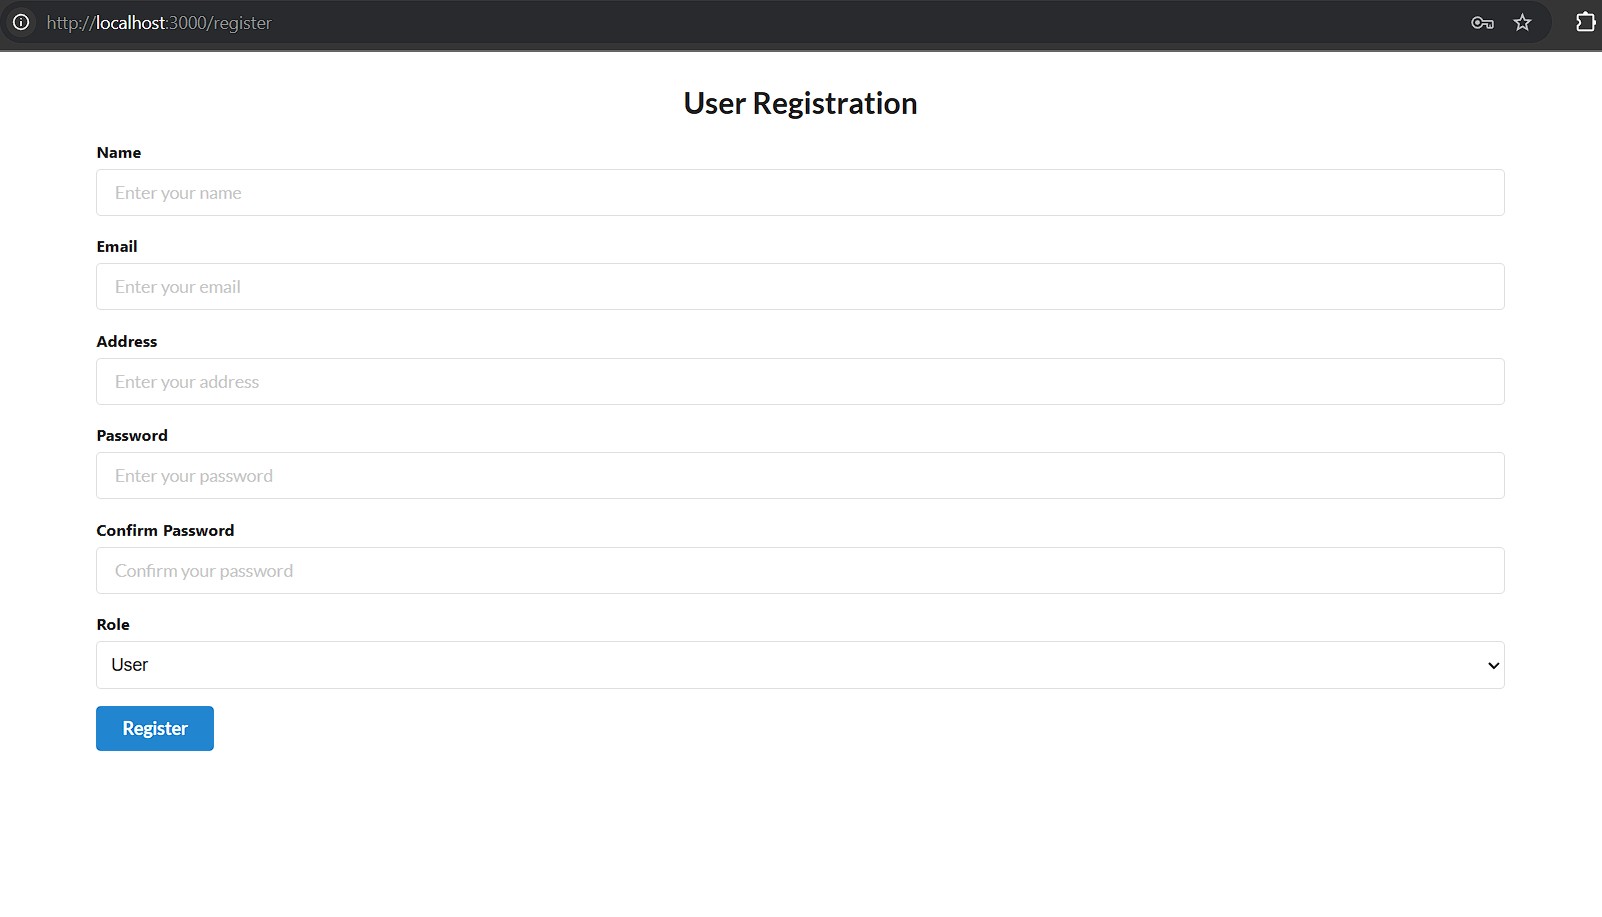 http://localhost:3000/register
User Registration
Name
Enter your name
Email
Enter your email
Address
Enter your address
Password
Enter your password
Confirm Password
Confirm your password
Role
User
Register